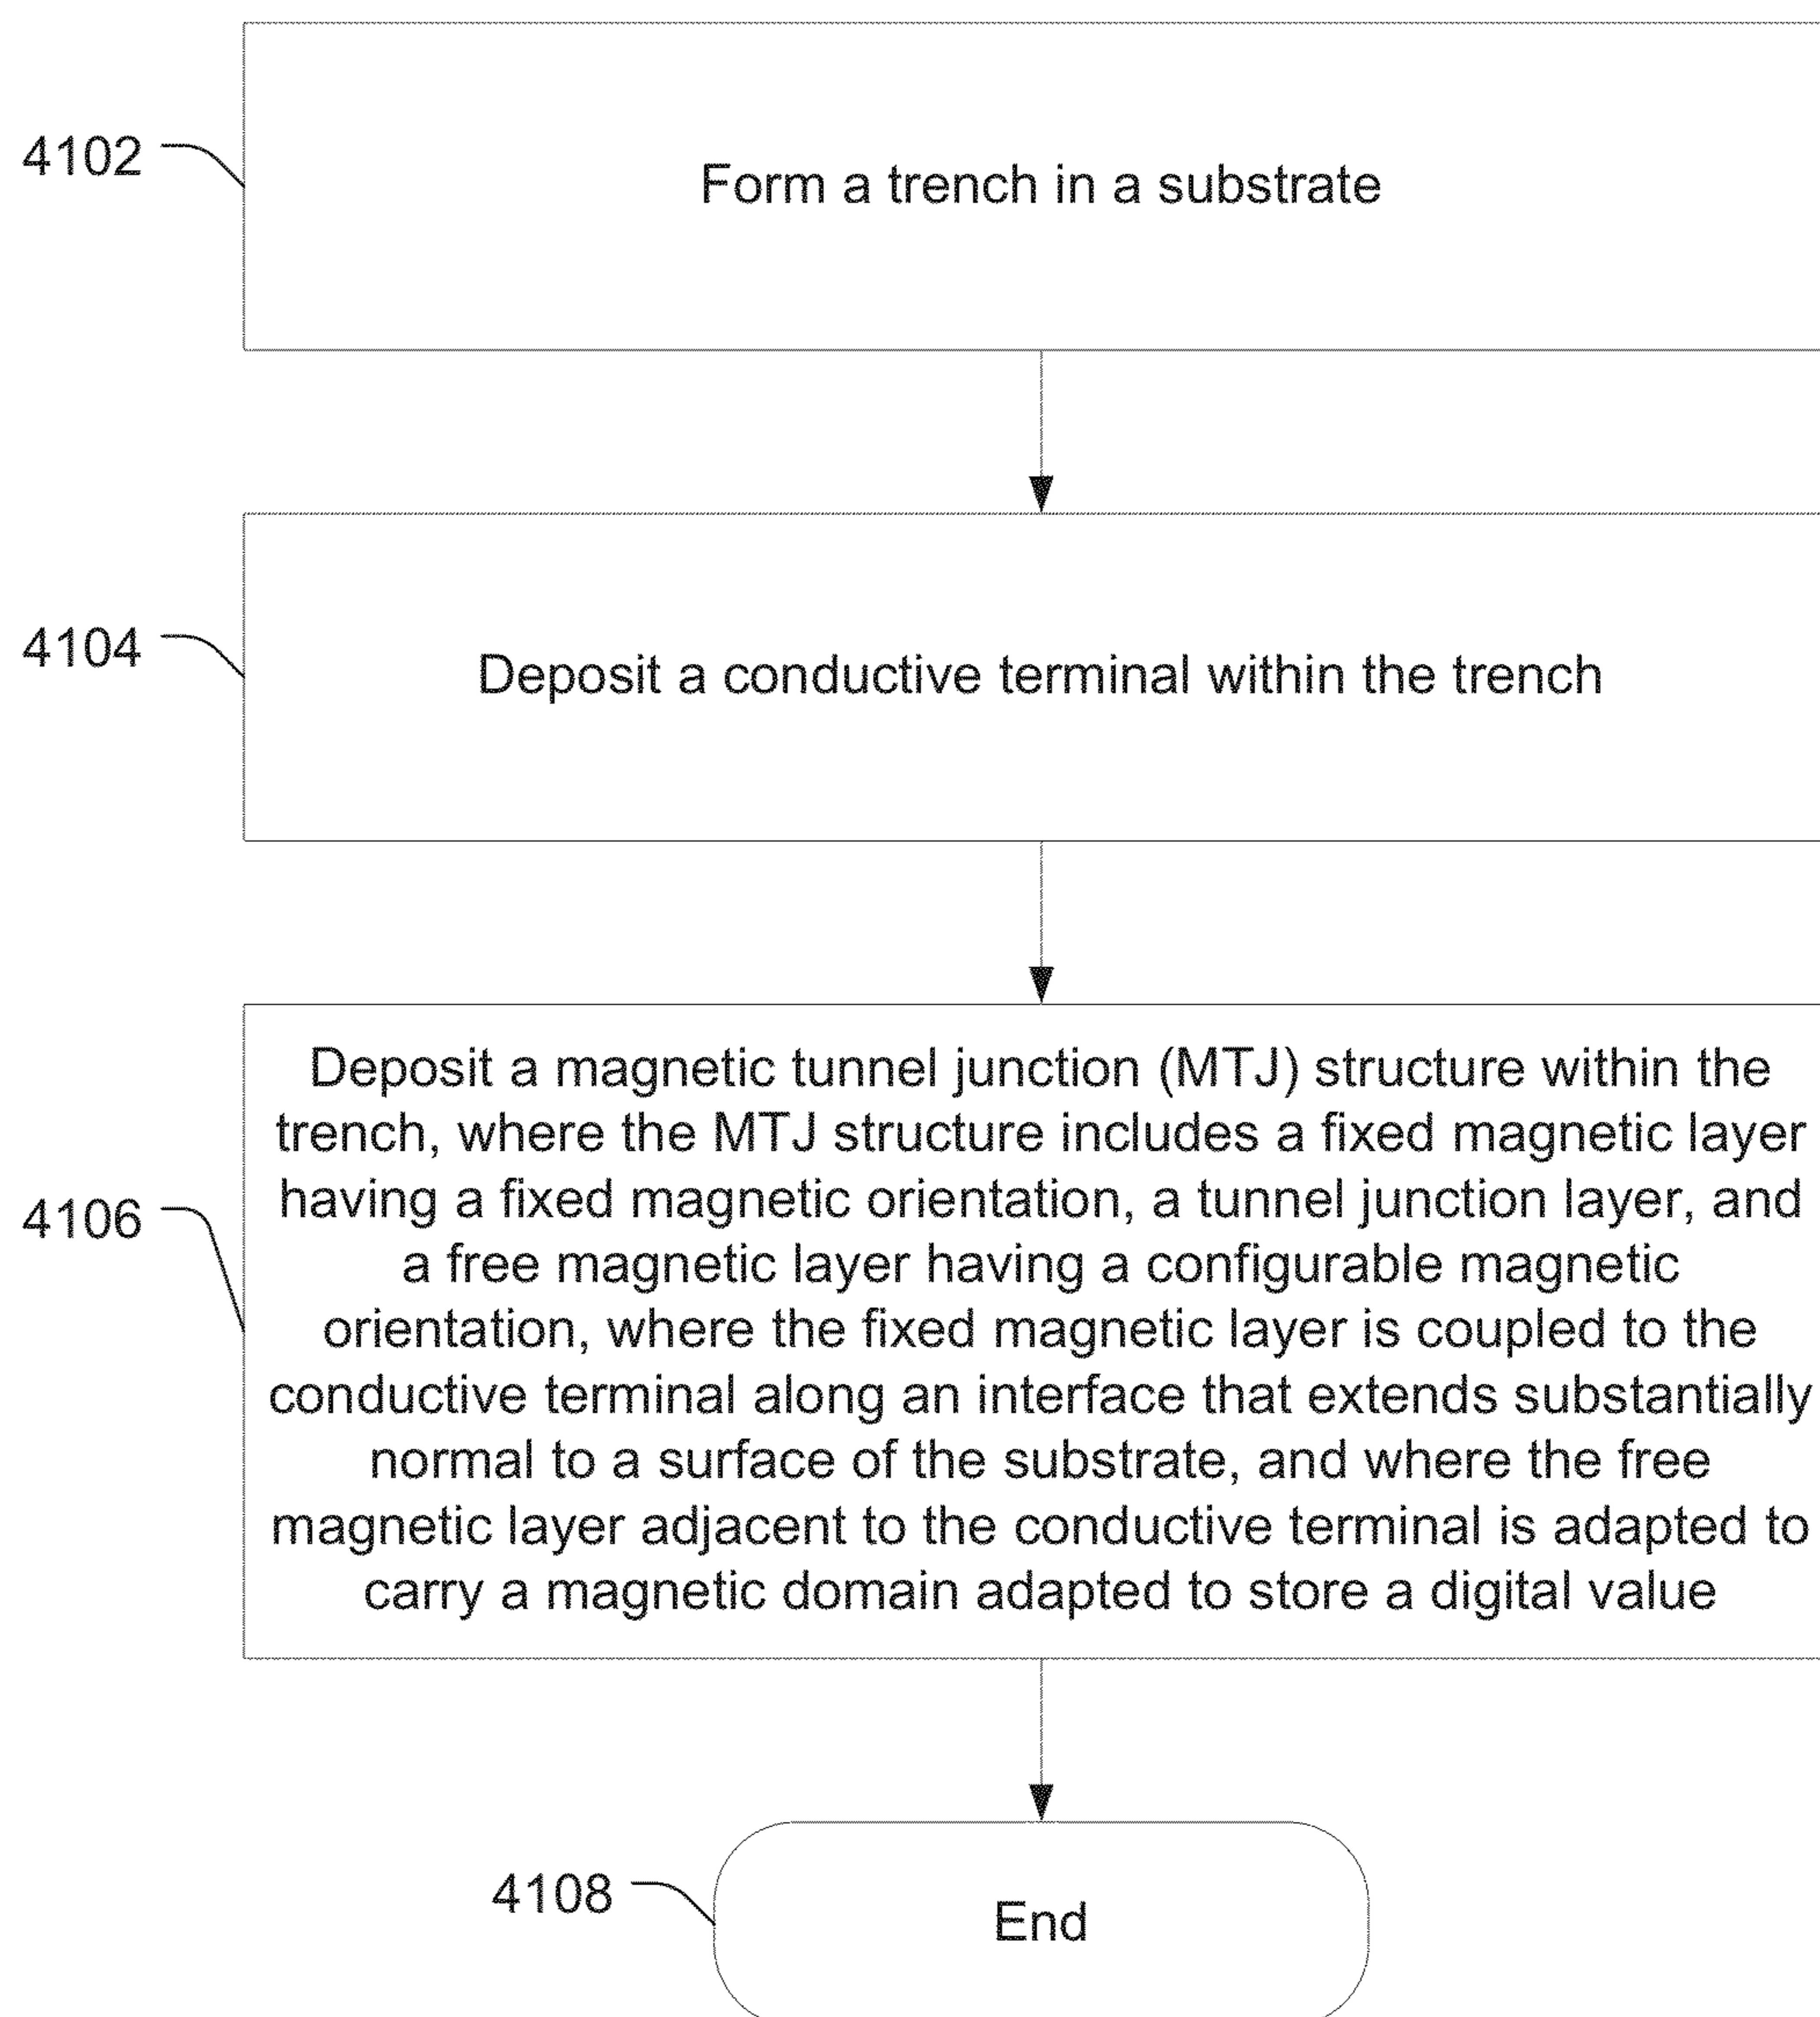 4102
Form a trench in a substrate
4104
Deposit a conductive terminal within the trench
4106
Deposit a magnetic tunnel junction (MTJ) structure within the
trench, where the MTJ structure includes a fixed magnetic layer
having a fixed magnetic orientation, a tunnel junction layer, and
a free magnetic layer having a configurable magnetic
orientation, where the fixed magnetic layer is coupled to the
conductive terminal along an interface that extends substantially
normal to a surface of the substrate, and where the free
magnetic layer adjacent to the conductive terminal is adapted to
carry a magnetic domain adapted to store a digital value
4108
End